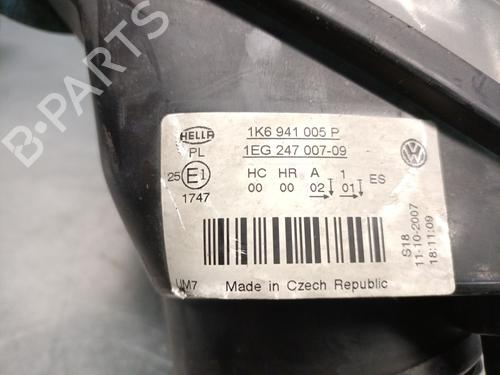 HELLA
1K6 941 005 P
PL
1EG 247 007-09
25 E1
HC HR A 1 ES
00 00 02 01
1747
S18
11-10-2007
18:11:09
UM7 Made in Czech Republic
B-PARTS